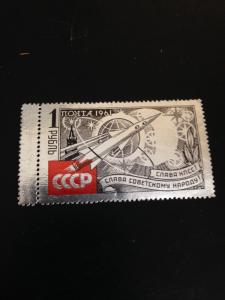 1 РУБЛЬ
ПОЧТА 1961
СЛАВА КПСС!
СЛАВА СОВЕТСКОМУ НАРОДУ!
СССР